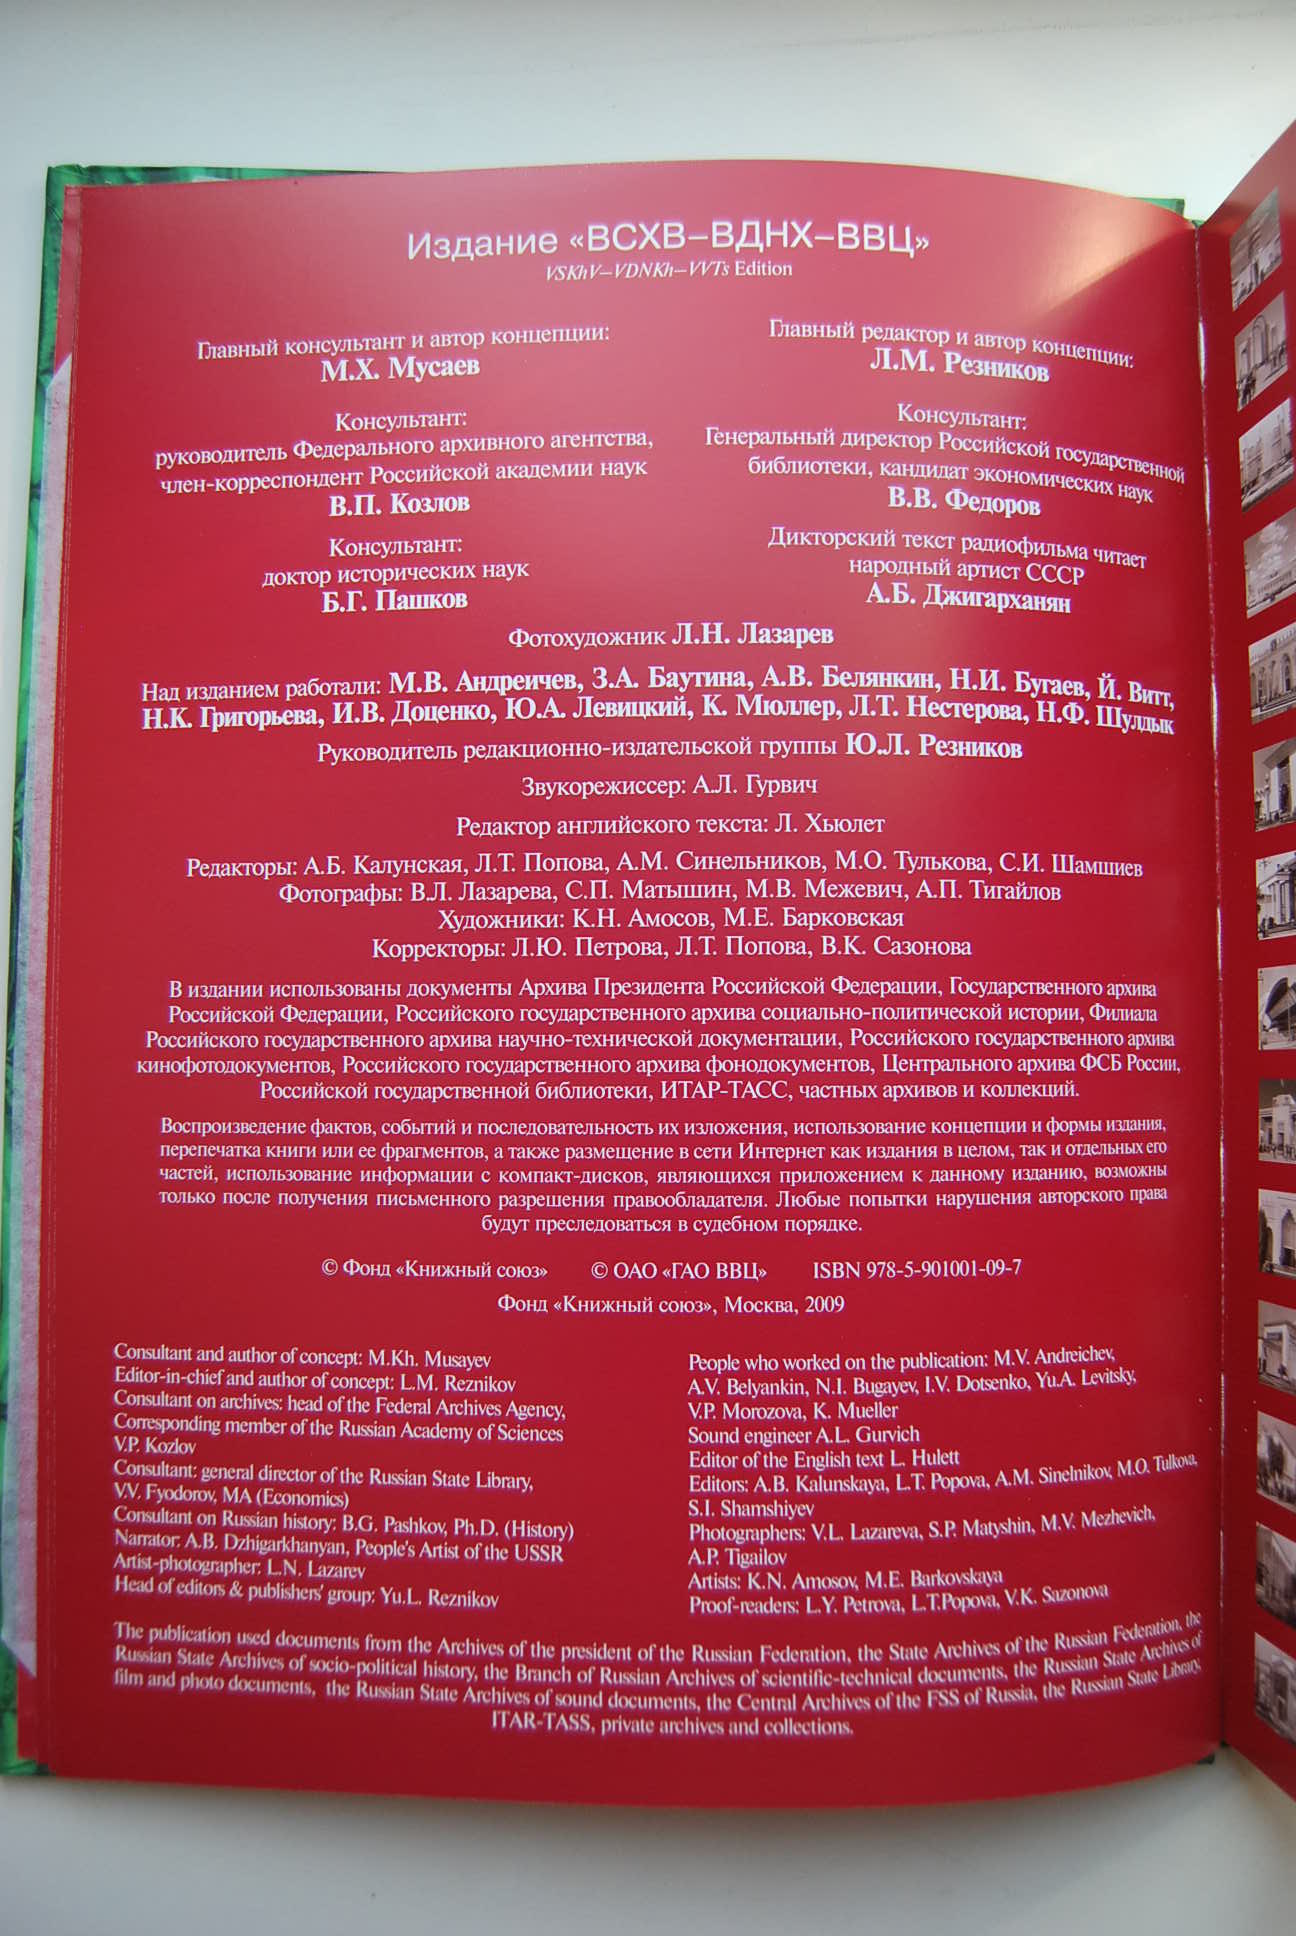 Издание «ВСХВ–ВДНХ–ВВЦ»
VSKhV–VDNKh–VVTs Edition
Главный консультант и автор концепции:
М.Х. Мусаев
Главный редактор и автор концепции:
Л.М. Резников
Консультант:
руководитель Федерального архивного агентства,
член-корреспондент Российской академии наук
В.П. Козлов
Консультант:
Генеральный директор Российской государственной
библиотеки, кандидат экономических наук
В.В. Федоров
Консультант:
доктор исторических наук
Б.Г. Пашков
Дикторский текст радиофильма читает
народный артист СССР
А.Б. Джигарханян
Фотохудожник Л.Н. Лазарев
Над изданием работали: М.В. Андреичев, З.А. Баутина, А.В. Белянкин, Н.И. Бугаев, Й. Витт,
Н.К. Григорьева, И.В. Доценко, Ю.А. Левицкий, К. Мюллер, Л.Т. Нестерова, Н.Ф. Шулдык
Руководитель редакционно-издательской группы Ю.Л. Резников
Звукорежиссер: А.Л. Гурвич
Редактор английского текста: Л. Хьюлет
Редакторы: А.Б. Калунская, Л.Т. Попова, А.М. Синельников, М.О. Тулькова, С.И. Шамшиев
Фотографы: В.Л. Лазарева, С.П. Матышин, М.В. Межевич, А.П. Тигайлов
Художники: К.Н. Амосов, М.Е. Барковская
Корректоры: Л.Ю. Петрова, Л.Т. Попова, В.К. Сазонова
В издании использованы документы Архива Президента Российской Федерации, Государственного архива
Российской Федерации, Российского государственного архива социально-политической истории, Филиала
Российского государственного архива научно-технической документации, Российского государственного архива
кинофотодокументов, Российского государственного архива фонодокументов, Центрального архива ФСБ России,
Российской государственной библиотеки, ИТАР-ТАСС, частных архивов и коллекций.
Воспроизведение фактов, событий и последовательность их изложения, использование концепции и формы издания,
перепечатка книги или ее фрагментов, а также размещение в сети Интернет как издания в целом, так и отдельных его
частей, использование информации с компакт-дисков, являющихся приложением к данному изданию, возможны
только после получения письменного разрешения правообладателя. Любые попытки нарушения авторского права
будут преследоваться в судебном порядке.
© Фонд «Книжный союз» © ОАО «ГАО ВВЦ» ISBN 978-5-901001-09-7
Фонд «Книжный союз», Москва, 2009
Consultant and author of concept: M.Kh. Musayev
Editor-in-chief and author of concept: L.M. Reznikov
Consultant on archives: head of the Federal Archives Agency,
Corresponding member of the Russian Academy of Sciences
V.P. Kozlov
Consultant: general director of the Russian State Library,
V.V. Fyodorov, MA (Economics)
Consultant on Russian history: B.G. Pashkov, Ph.D. (History)
Narrator: A.B. Dzhigarkhanyan, People's Artist of the USSR
Artist-photographer: L.N. Lazarev
Head of editors & publishers' group: Yu.L. Reznikov
People who worked on the publication: M.V. Andreichev,
A.V. Belyankin, N.I. Bugayev, I.V. Dotsenko, Yu.A. Levitsky,
V.P. Morozova, K. Mueller
Sound engineer A.L. Gurvich
Editor of the English text L. Hulett
Editors: A.B. Kalunskaya, L.T. Popova, A.M. Sinelnikov, M.O. Tulkova,
S.I. Shamshiyev
Photographers: V.L. Lazareva, S.P. Matyshin, M.V. Mezhevich,
A.P. Tigailov
Artists: K.N. Amosov, M.E. Barkovskaya
Proof-readers: L.Y. Petrova, L.T.Popova, V.K. Sazonova
The publication used documents from the Archives of the president of the Russian Federation, the State Archives of the Russian Federation, the
Russian State Archives of socio-political history, the Branch of Russian Archives of scientific-technical documents, the Russian State Archives of
film and photo documents, the Russian State Archives of sound documents, the Central Archives of the FSS of Russia, the Russian State Library,
ITAR-TASS, private archives and collections.